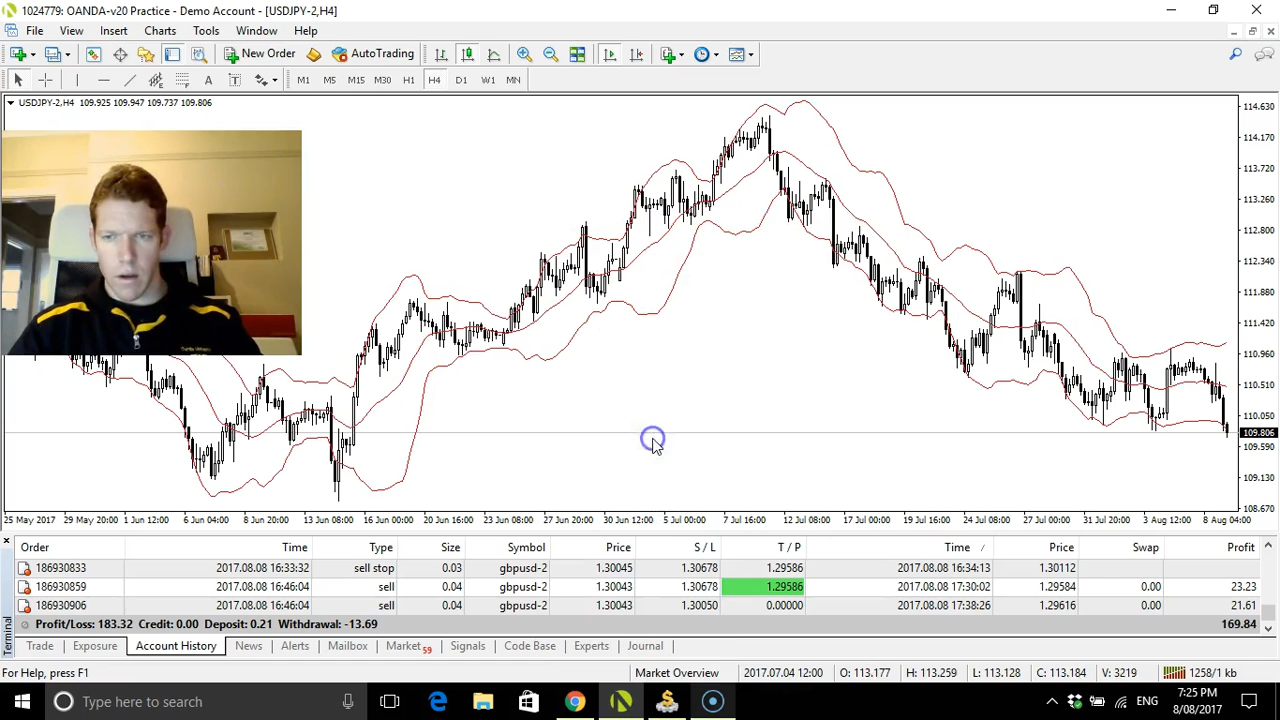 1024779: OANDA-v20 Practice - Demo Account - [USDJPY-2,H4]
File View Insert Charts Tools Window Help
New Order AutoTrading
A T M1 M5 M15 M30 H1 H4 D1 W1 MN
USDJPY-2,H4 109.925 109.947 109.737 109.806
114.630
114.170
113.720
113.260
112.800
112.340
111.880
111.420
110.960
110.510
110.050
109.806
109.590
109.130
108.670
25 May 2017 29 May 20:00 1 Jun 12:00 6 Jun 04:00 8 Jun 20:00 13 Jun 08:00 16 Jun 00:00 20 Jun 16:00 23 Jun 08:00 27 Jun 20:00 30 Jun 12:00 5 Jul 00:00 7 Jul 16:00 12 Jul 08:00 17 Jul 00:00 19 Jul 16:00 24 Jul 08:00 27 Jul 00:00 31 Jul 20:00 3 Aug 12:00 8 Aug 04:00
Order Time Type Size Symbol Price S / L T / P Time / Price Swap Profit
186930833 2017.08.08 16:33:32 sell stop 0.03 gbpusd-2 1.30045 1.30678 1.29586 2017.08.08 16:34:13 1.30112
186930859 2017.08.08 16:46:04 sell 0.04 gbpusd-2 1.30043 1.30678 1.29586 2017.08.08 17:30:02 1.29584 0.00 23.23
186930906 2017.08.08 16:46:04 sell 0.04 gbpusd-2 1.30043 1.30050 0.00000 2017.08.08 17:38:26 1.29616 0.00 21.61
Profit/Loss: 183.32 Credit: 0.00 Deposit: 0.21 Withdrawal: -13.69 169.84
Terminal
Trade Exposure Account History News Alerts Mailbox Market 59 Signals Code Base Experts Journal
For Help, press F1 Market Overview 2017.07.04 12:00 O: 113.177 H: 113.259 L: 113.128 C: 113.184 V: 3219 1258/1 kb
Type here to search ENG 7:25 PM
8/08/2017